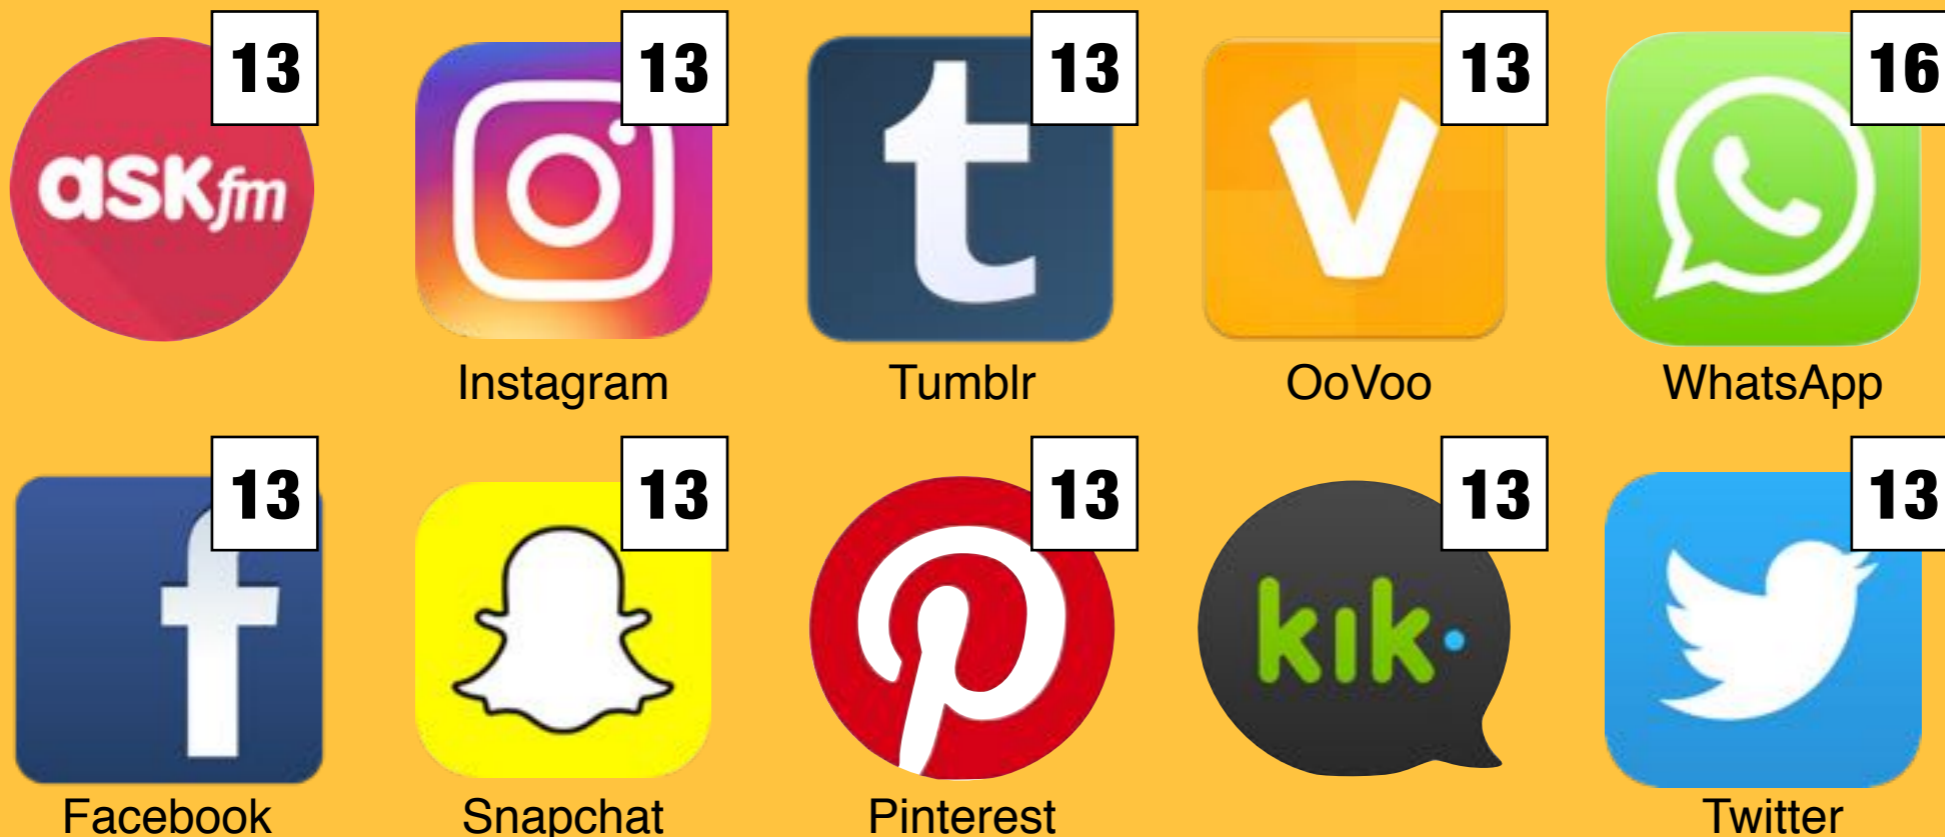 13 13 13 13 16
askfm t v
Instagram Tumblr OoVoo WhatsApp
13 13 13 13 13
f kik.
Facebook Snapchat Pinterest Twitter